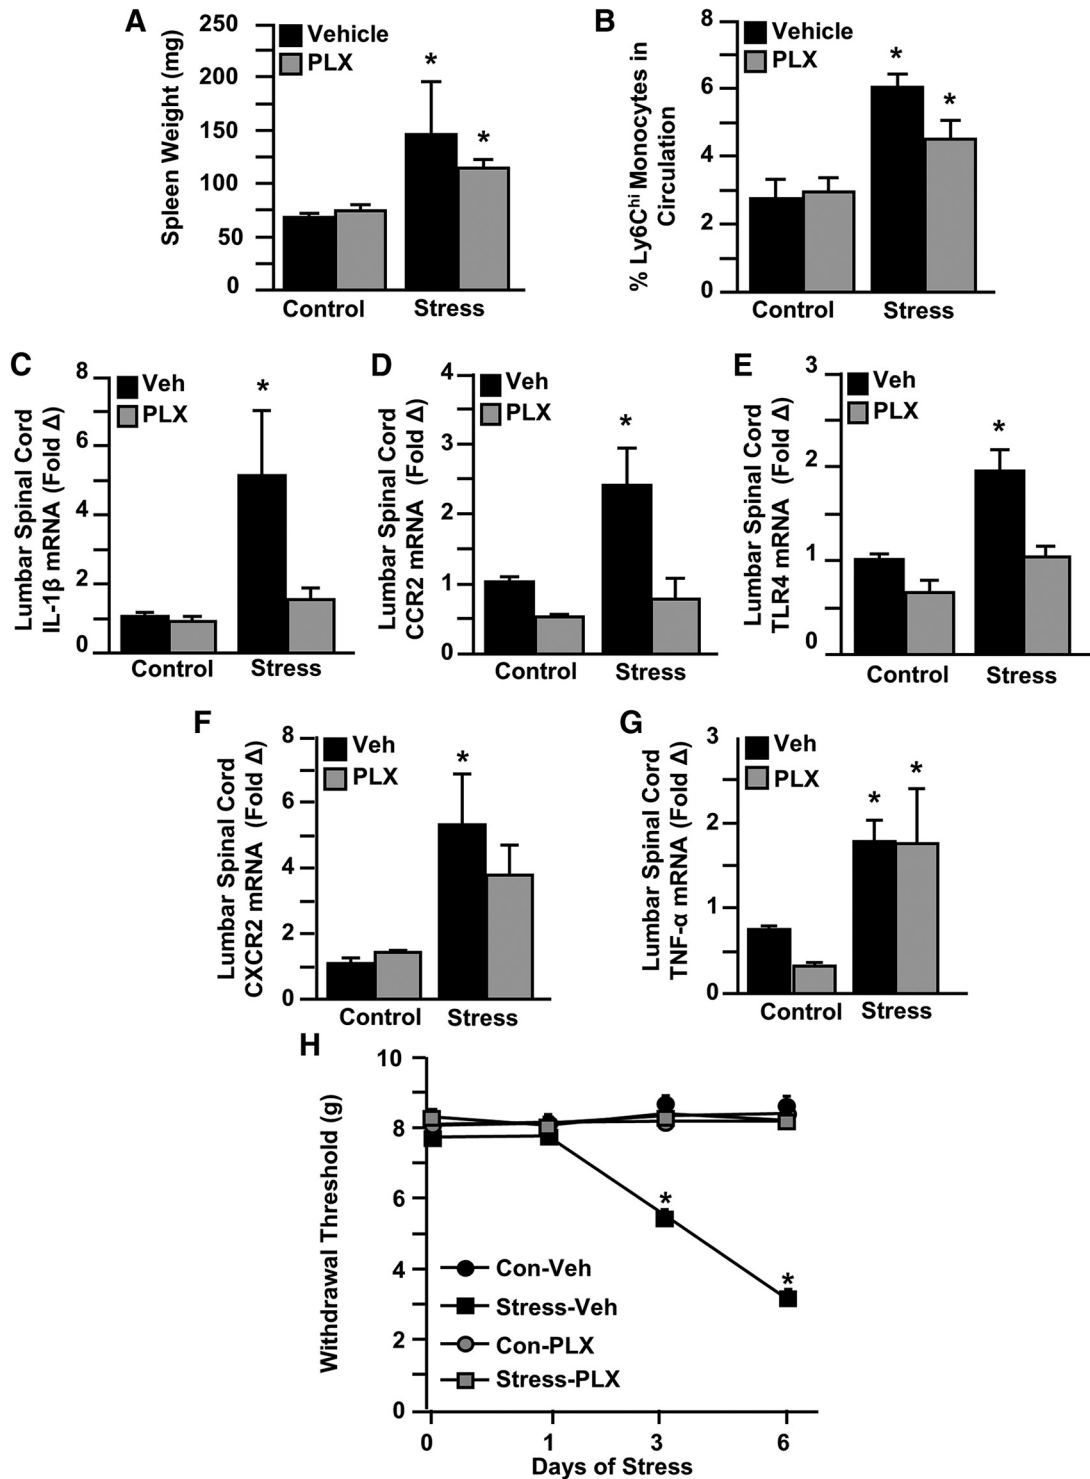 A
Spleen Weight (mg)
250
200
150
100
50
0
Vehicle
PLX
*
*
Control
Stress
B
% Ly6Chi Monocytes in
Circulation
8
6
4
2
0
Vehicle
PLX
*
*
Control
Stress
C
Lumbar Spinal Cord
IL-1β mRNA (Fold Δ)
8
6
4
2
0
Veh
PLX
*
Control
Stress
D
Lumbar Spinal Cord
CCR2 mRNA (Fold Δ)
4
3
2
1
0
Veh
PLX
*
Control
Stress
E
Lumbar Spinal Cord
TLR4 mRNA (Fold Δ)
3
2
1
0
Veh
PLX
*
Control
Stress
F
Lumbar Spinal Cord
CXCR2 mRNA (Fold Δ)
8
6
4
2
0
Veh
PLX
*
Control
Stress
G
Lumbar Spinal Cord
TNF-α mRNA (Fold Δ)
3
2
1
0
Veh
PLX
*
*
Control
Stress
H
Withdrawal Threshold (g)
10
8
6
4
2
0
*
*
Con-Veh
Stress-Veh
Con-PLX
Stress-PLX
0 1 3 6
Days of Stress